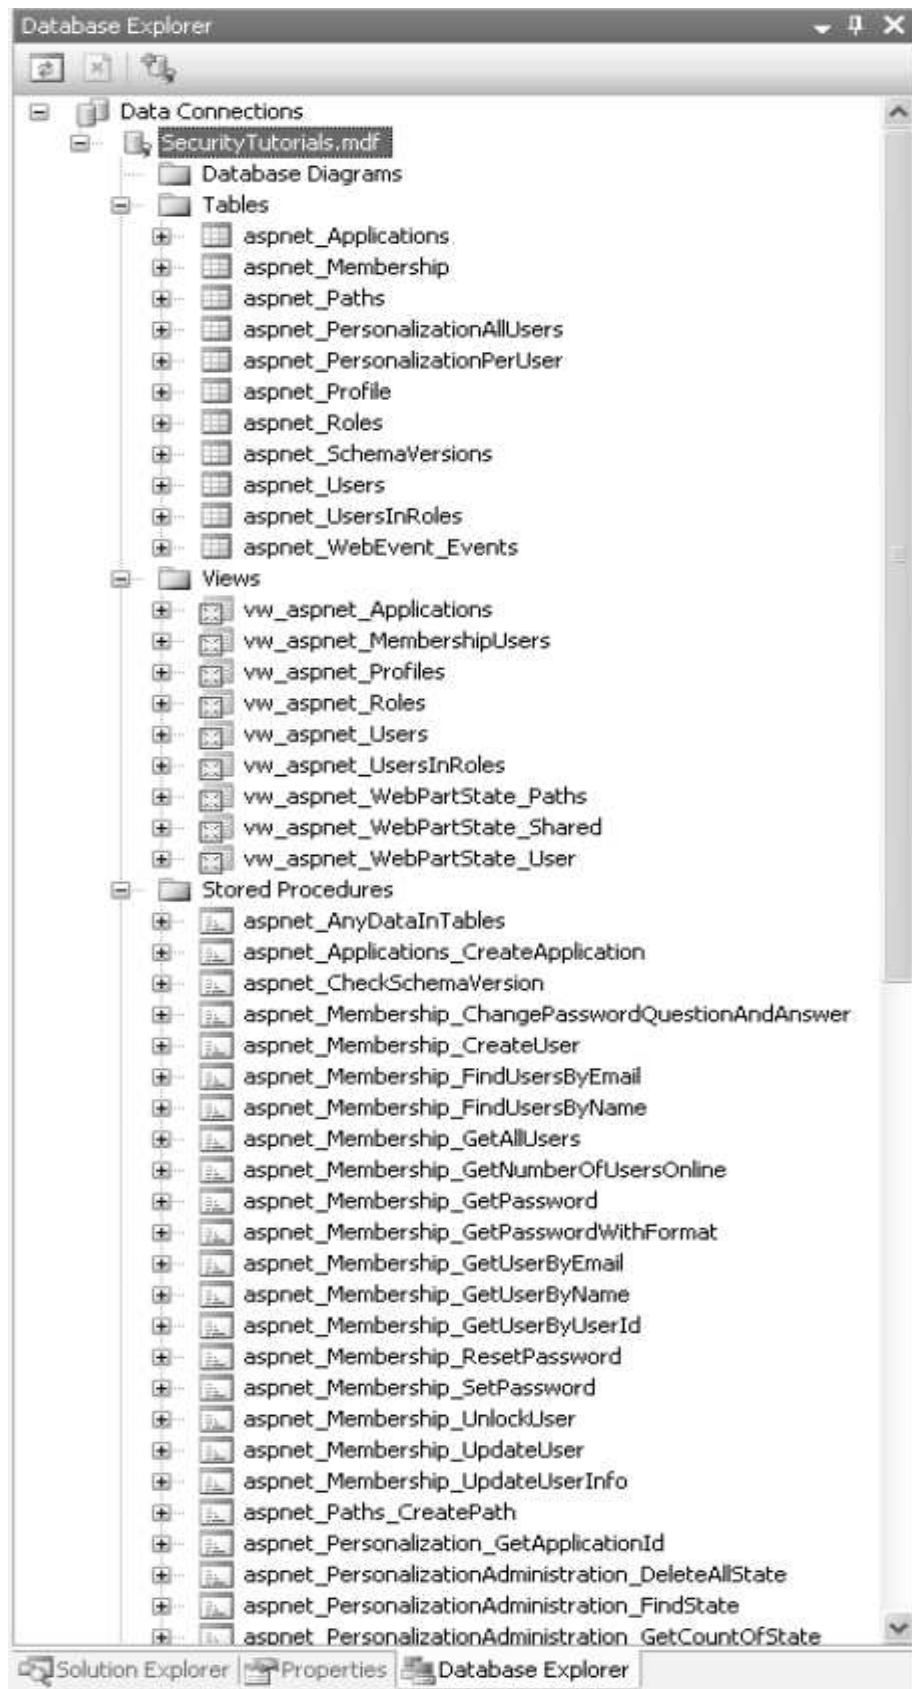 Database Explorer
Data Connections
SecurityTutorials.mdf
Database Diagrams
Tables
aspnet_Applications
aspnet_Membership
aspnet_Paths
aspnet_PersonalizationAllUsers
aspnet_PersonalizationPerUser
aspnet_Profile
aspnet_Roles
aspnet_SchemaVersions
aspnet_Users
aspnet_UsersInRoles
aspnet_WebEvent_Events
Views
vw_aspnet_Applications
vw_aspnet_MembershipUsers
vw_aspnet_Profiles
vw_aspnet_Roles
vw_aspnet_Users
vw_aspnet_UsersInRoles
vw_aspnet_WebPartState_Paths
vw_aspnet_WebPartState_Shared
vw_aspnet_WebPartState_User
Stored Procedures
aspnet_AnyDataInTables
aspnet_Applications_CreateApplication
aspnet_CheckSchemaVersion
aspnet_Membership_ChangePasswordQuestionAndAnswer
aspnet_Membership_CreateUser
aspnet_Membership_FindUsersByEmail
aspnet_Membership_FindUsersByName
aspnet_Membership_GetAllUsers
aspnet_Membership_GetNumberOfUsersOnline
aspnet_Membership_GetPassword
aspnet_Membership_GetPasswordWithFormat
aspnet_Membership_GetUserByEmail
aspnet_Membership_GetUserByName
aspnet_Membership_GetUserByUserId
aspnet_Membership_ResetPassword
aspnet_Membership_SetPassword
aspnet_Membership_UnlockUser
aspnet_Membership_UpdateUser
aspnet_Membership_UpdateUserInfo
aspnet_Paths_CreatePath
aspnet_Personalization_GetApplicationId
aspnet_PersonalizationAdministration_DeleteAllState
aspnet_PersonalizationAdministration_FindState
aspnet_PersonalizationAdministration_GetCountOfState
Solution Explorer Properties Database Explorer